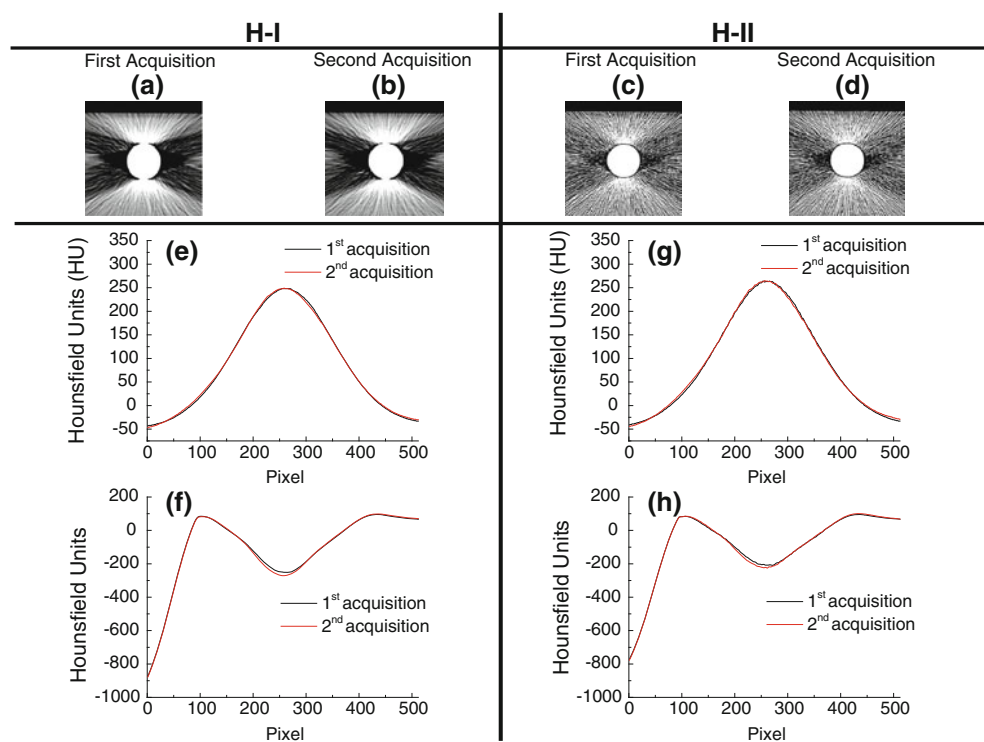 H-I
H-II
First Acquisition
Second Acquisition
First Acquisition
Second Acquisition
(a)
(b)
(c)
(d)
(e)
Hounsfield Units (HU)
350
300
250
200
150
100
50
0
-50
1st acquisition
2nd acquisition
0 100 200 300 400 500
Pixel
(g)
Hounsfield Units (HU)
350
300
250
200
150
100
50
0
-50
1st acquisition
2nd acquisition
0 100 200 300 400 500
Pixel
(f)
Hounsfield Units
200
0
-200
-400
-600
-800
-1000
1st acquisition
2nd acquisition
0 100 200 300 400 500
Pixel
(h)
Hounsfield Units
200
0
-200
-400
-600
-800
-1000
1st acquisition
2nd acquisition
0 100 200 300 400 500
Pixel